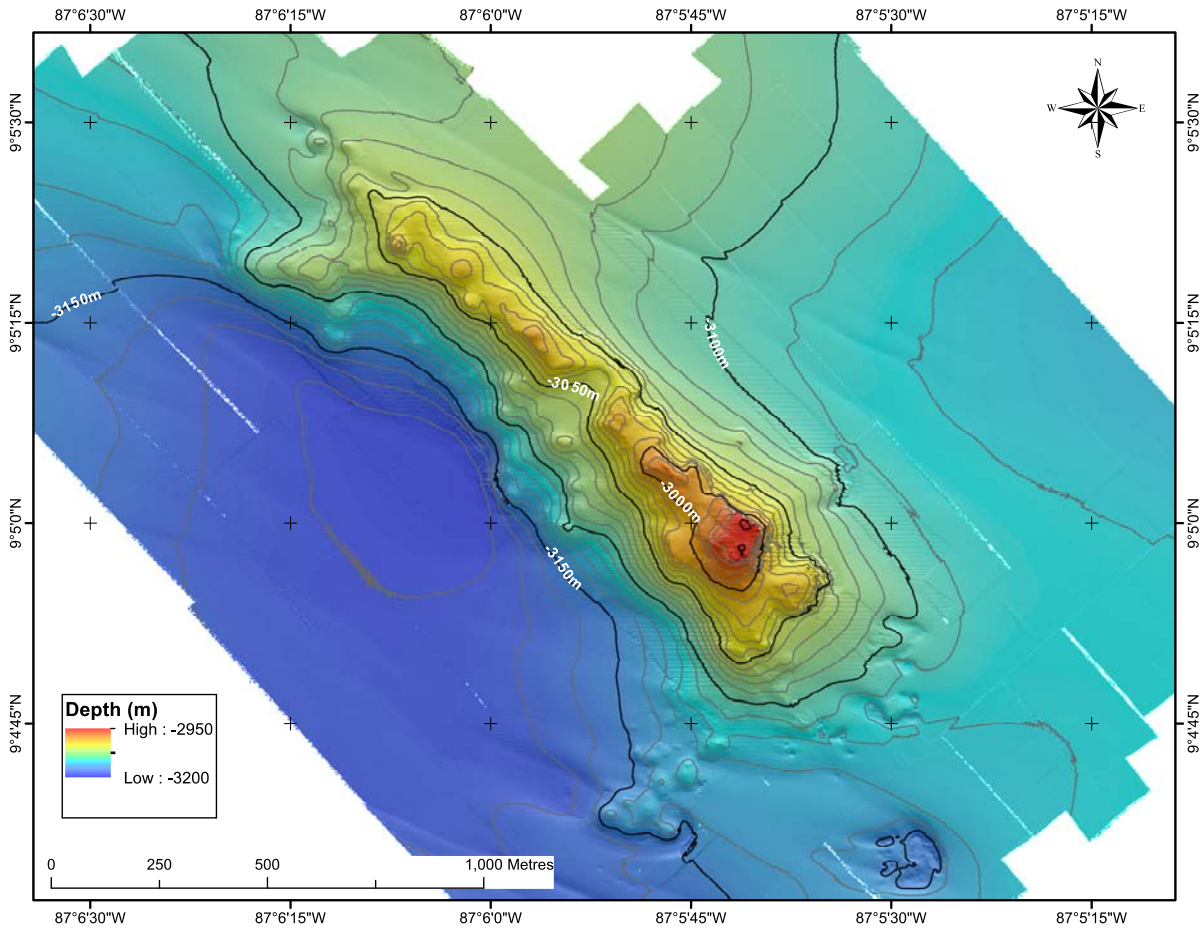 87°6'30"W 87°6'15"W 87°6'0"W 87°5'45"W 87°5'30"W 87°5'15"W
N
W E
S
9°5'30"N 9°5'30"N
9°5'15"N 9°5'15"N
9°5'0"N 9°5'0"N
9°4'45"N 9°4'45"N
-3150m
-3100m
-3050m
-3000m
-3150m
Depth (m)
High : -2950
Low : -3200
0 250 500 1,000 Metres
87°6'30"W 87°6'15"W 87°6'0"W 87°5'45"W 87°5'30"W 87°5'15"W